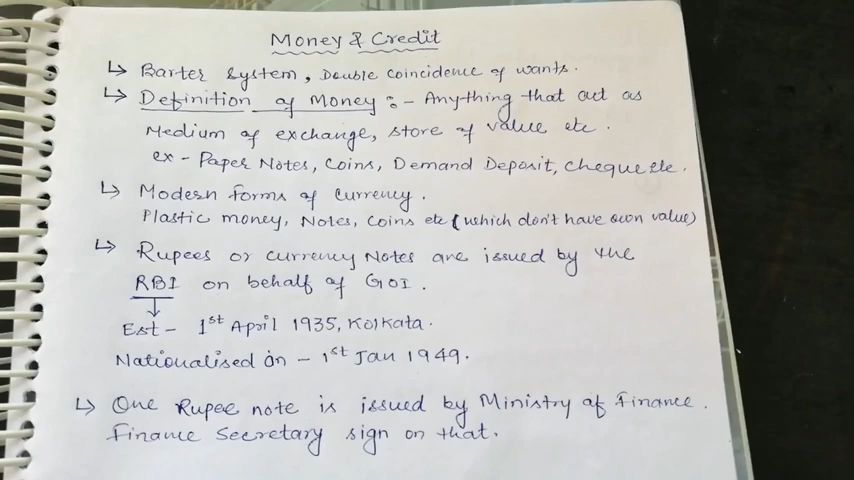 Money & Credit
↳ Barter System, Double coincidence of wants.
↳ Definition of Money :- Anything that act as
Medium of exchange, store of value etc.
ex - Paper Notes, Coins, Demand Deposit, Cheque etc.
↳ Modern forms of currency.
Plastic money, Notes, Coins etc (which don't have own value)
↳ Rupees or currency Notes are issued by the
RBI on behalf of GOI.
Est - 1st April 1935, Kolkata.
Nationalised on - 1st Jan 1949.
↳ One Rupee note is issued by Ministry of Finance.
Finance Secretary sign on that.